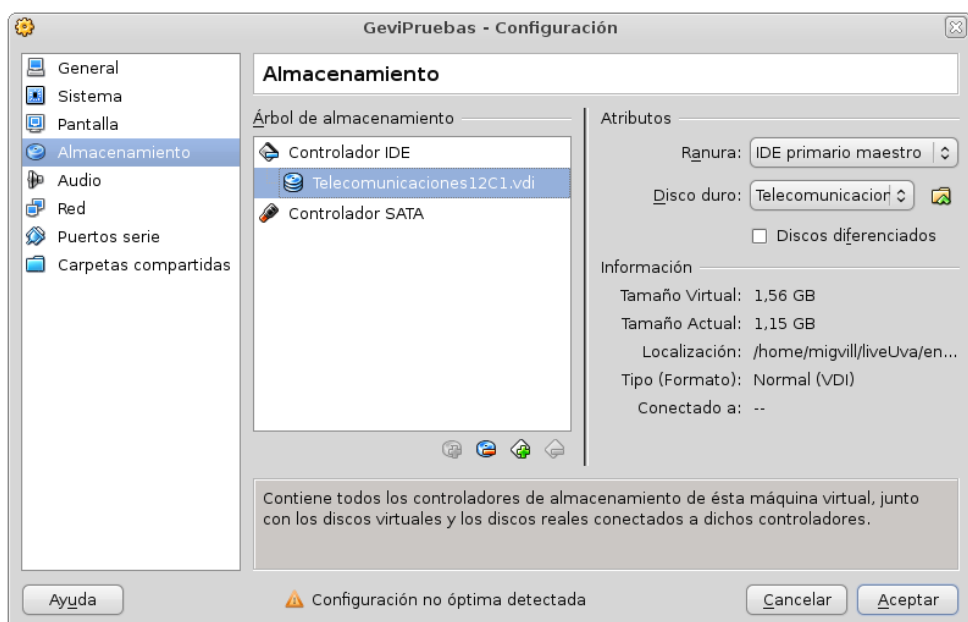 GeviPruebas - Configuración
General
Sistema
Pantalla
Almacenamiento
Audio
Red
Puertos serie
Carpetas compartidas
Almacenamiento
Árbol de almacenamiento
Controlador IDE
Telecomunicaciones12C1.vdi
Controlador SATA
Atributos
Ranura: IDE primario maestro
Disco duro: Telecomunicacior
Discos diferenciados
Información
Tamaño Virtual: 1,56 GB
Tamaño Actual: 1,15 GB
Localización: /home/migvill/liveUva/en...
Tipo (Formato): Normal (VDI)
Conectado a: --
Contiene todos los controladores de almacenamiento de ésta máquina virtual, junto
con los discos virtuales y los discos reales conectados a dichos controladores.
Ayuda
Configuración no óptima detectada
Cancelar
Aceptar